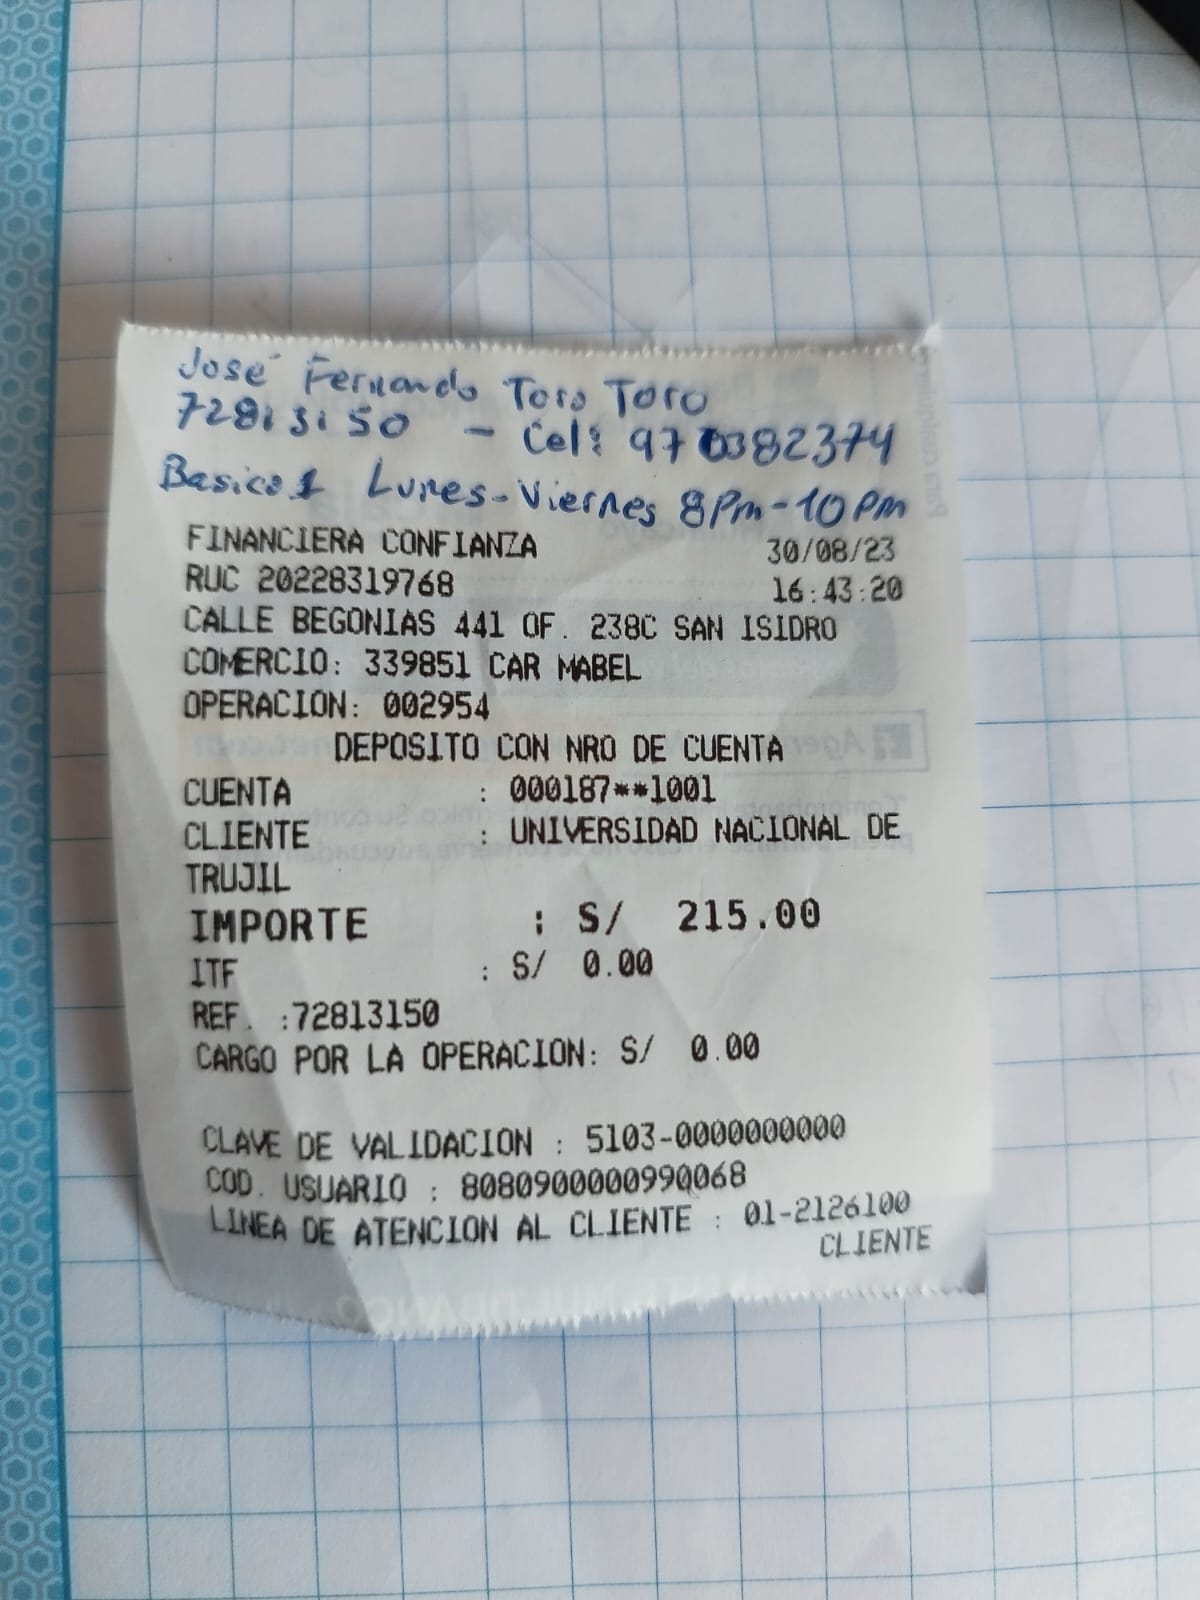 José Fernando Toro Toro
72813150 - Cel: 970382374
Basico 1 Lunes-Viernes 8Pm-10Pm
FINANCIERA CONFIANZA 30/08/23
RUC 20228319768 16:43:20
CALLE BEGONIAS 441 OF. 238C SAN ISIDRO
COMERCIO: 339851 CAR MABEL
OPERACION: 002954
DEPOSITO CON NRO DE CUENTA
CUENTA : 000187**1001
CLIENTE : UNIVERSIDAD NACIONAL DE
TRUJIL
IMPORTE : S/ 215.00
ITF : S/ 0.00
REF. :72813150
CARGO POR LA OPERACION: S/ 0.00
CLAVE DE VALIDACION : 5103-0000000000
COD. USUARIO : 8080900000990068
LINEA DE ATENCION AL CLIENTE : 01-2126100
CLIENTE